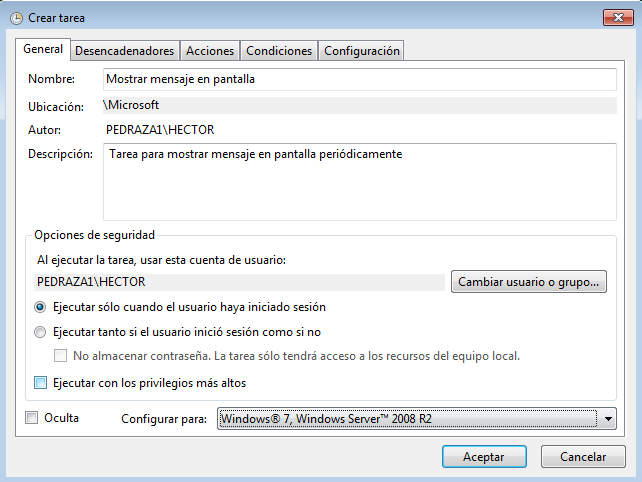 Crear tarea
General Desencadenadores Acciones Condiciones Configuración
Nombre: Mostrar mensaje en pantalla
Ubicación: \Microsoft
Autor: PEDRAZA1\HECTOR
Descripción: Tarea para mostrar mensaje en pantalla periódicamente
Opciones de seguridad
Al ejecutar la tarea, usar esta cuenta de usuario:
PEDRAZA1\HECTOR Cambiar usuario o grupo...
Ejecutar sólo cuando el usuario haya iniciado sesión
Ejecutar tanto si el usuario inició sesión como si no
No almacenar contraseña. La tarea sólo tendrá acceso a los recursos del equipo local.
Ejecutar con los privilegios más altos
Oculta Configurar para: Windows® 7, Windows Server™ 2008 R2
Aceptar Cancelar